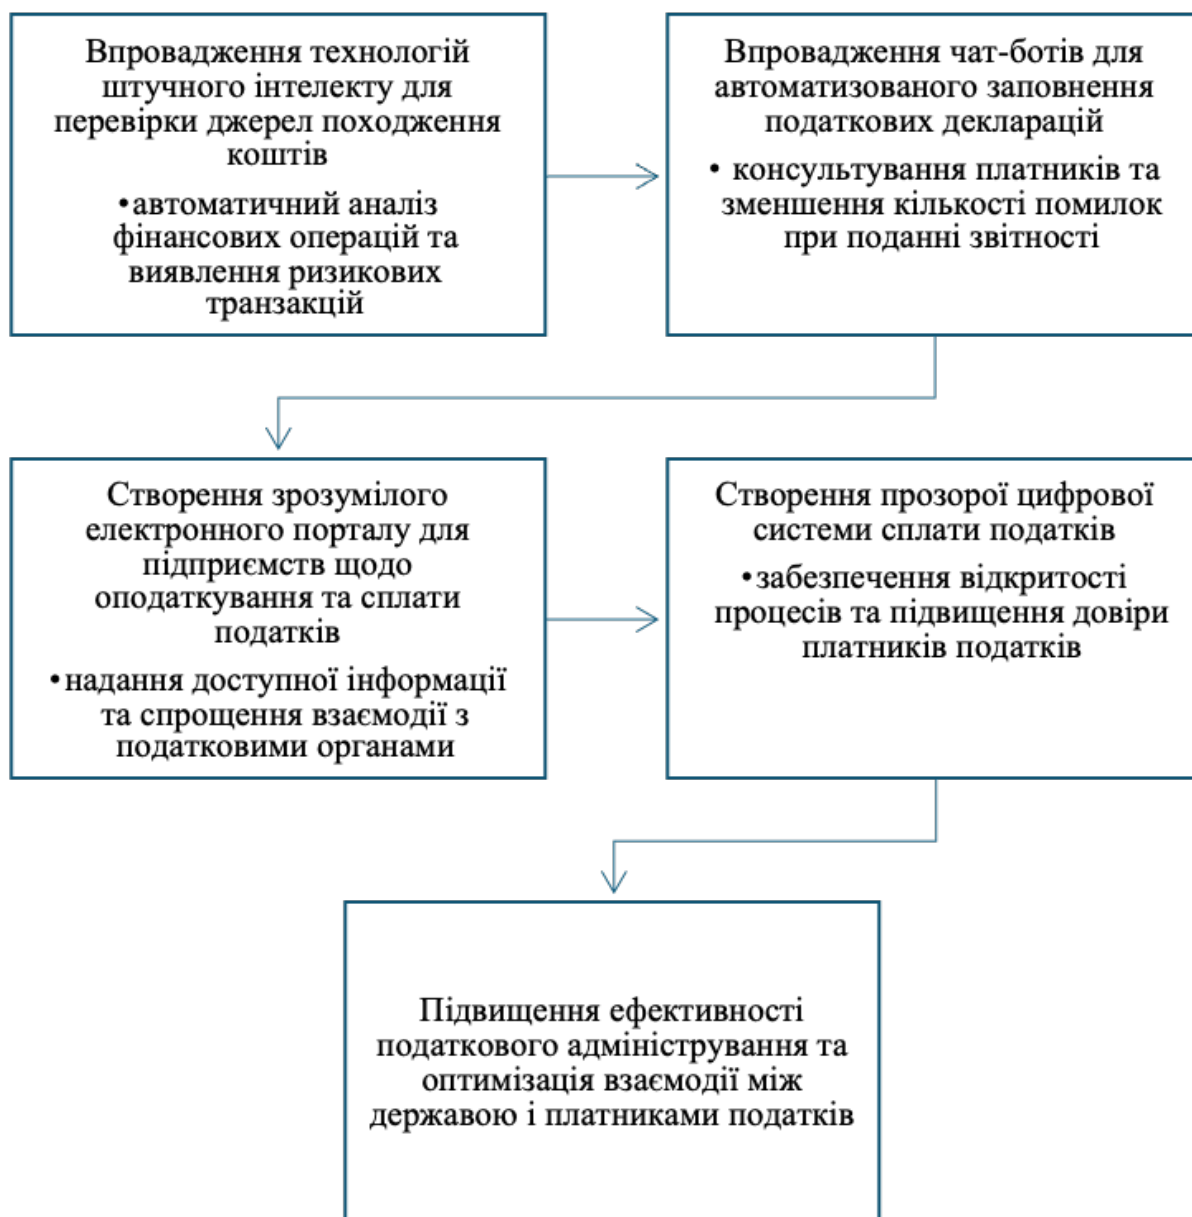 Впровадження технологій
штучного інтелекту для
перевірки джерел походження
коштів
•автоматичний аналіз
фінансових операцій та
виявлення ризикових
транзакцій
Впровадження чат-ботів для
автоматизованого заповнення
податкових декларацій
• консультування платників та
зменшення кількості помилок
при поданні звітності
Створення зрозумілого
електронного порталу для
підприємств щодо
оподаткування та сплати
податків
•надання доступної інформації
та спрощення взаємодії з
податковими органами
Створення прозорої цифрової
системи сплати податків
•забезпечення відкритості
процесів та підвищення довіри
платників податків
Підвищення ефективності
податкового адміністрування та
оптимізація взаємодії між
державою і платниками податків